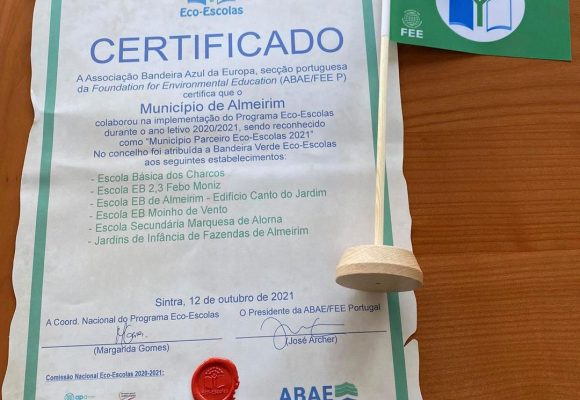 Eco-Escolas
FEE
CERTIFICADO
A Associação Bandeira Azul da Europa, secção portuguesa
da Foundation for Environmental Education (ABAE/FEE P)
certifica que o
Município de Almeirim
colaborou na implementação do Programa Eco-Escolas
durante o ano letivo 2020/2021, sendo reconhecido
como "Município Parceiro Eco-Escolas 2021"
No concelho foi atribuída a Bandeira Verde Eco-Escolas
aos seguintes estabelecimentos:
- Escola Básica dos Charcos
- Escola EB 2,3 Febo Moniz
- Escola EB de Almeirim - Edifício Canto do Jardim
- Escola EB Moinho de Vento
- Escola Secundária Marquesa de Alorna
- Jardins de Infância de Fazendas de Almeirim
Sintra, 12 de outubro de 2021
A Coord. Nacional do Programa Eco-Escolas
O Presidente da ABAE/FEE Portugal
(Margarida Gomes)
(José Archer)
Comissão Nacional Eco-Escolas 2020-2021:
ABAE